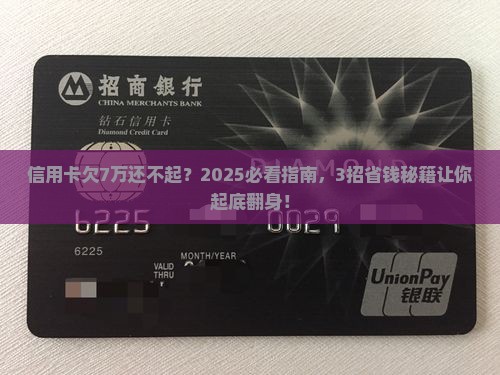 招商銀行
CHINA MERCHANTS BANK
钻石信用卡
Diamond Credit Card
信用卡欠7万还不起？2025必看指南，3招省钱秘籍让你
起底翻身！
6225 0029
6225
MONTH/YEAR
VALID
THRU
UnionPay
银联